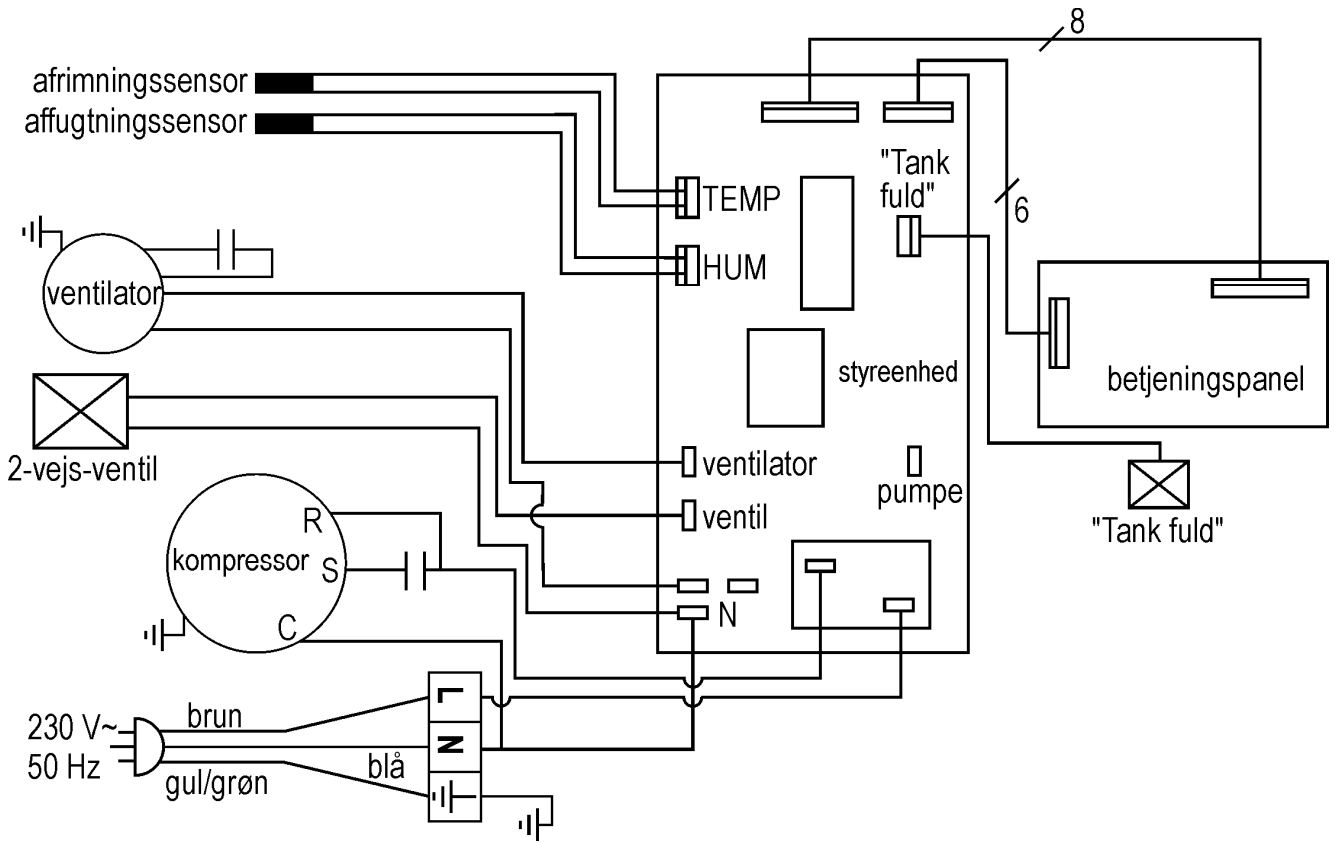 8
afrimningssensor
affugtningssensor
"Tank
fuld"
TEMP
6
HUM
ventilator
styreenhed
betjeningspanel
2-vejs-ventil
ventilator
pumpe
ventil
"Tank fuld"
R
kompressor
S
N
C
L
brun
230 V~
N
50 Hz
blå
gul/grøn